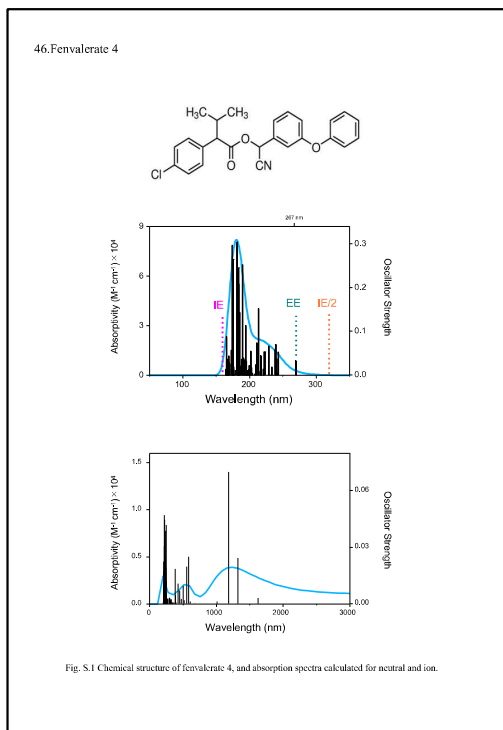 46.Fenvalerate 4
H₃C CH₃
O
O
Cl
O
CN
267 nm
9
6
3
0
0.3
0.2
0.1
0.0
IE
EE
IE/2
100
200
300
Absorptivity (M⁻¹ cm⁻¹) × 10⁴
Oscillator Strength
Wavelength (nm)
1.5
1.0
0.5
0.0
0.06
0.03
0.00
0
1000
2000
3000
Absorptivity (M⁻¹ cm⁻¹) × 10⁴
Oscillator Strength
Wavelength (nm)
Fig. S.1 Chemical structure of fenvalerate 4, and absorption spectra calculated for neutral and ion.